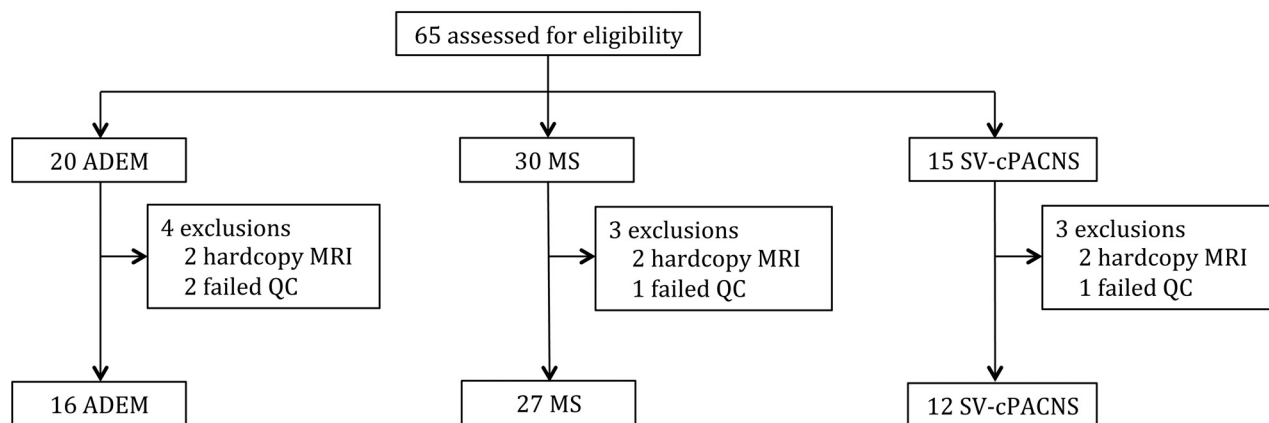 65 assessed for eligibility
20 ADEM
30 MS
15 SV-cPACNS
4 exclusions
2 hardcopy MRI
2 failed QC
3 exclusions
2 hardcopy MRI
1 failed QC
3 exclusions
2 hardcopy MRI
1 failed QC
16 ADEM
27 MS
12 SV-cPACNS